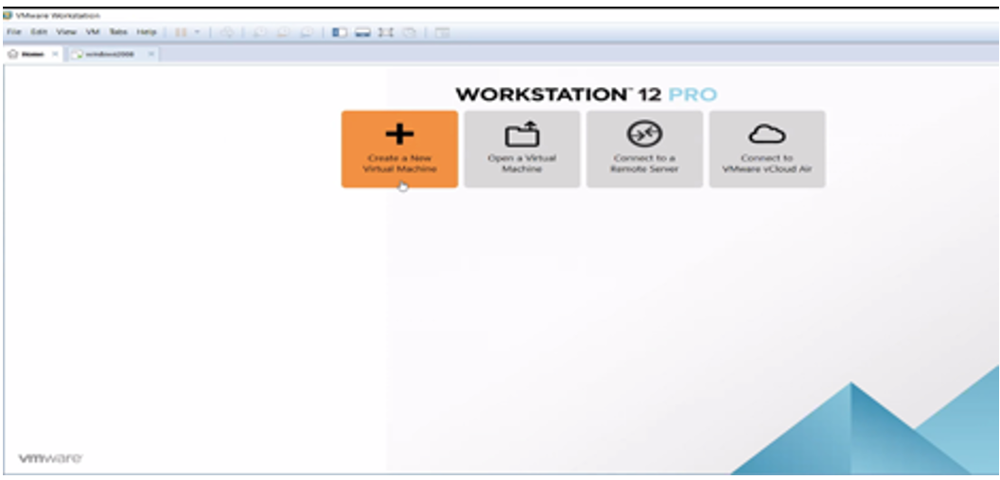 VMware Workstation
File Edit View VM Tabs Help
Home windows2008
WORKSTATION™ 12 PRO
Create a New
Virtual Machine
Open a Virtual
Machine
Connect to a
Remote Server
Connect to
VMware vCloud Air
vmware